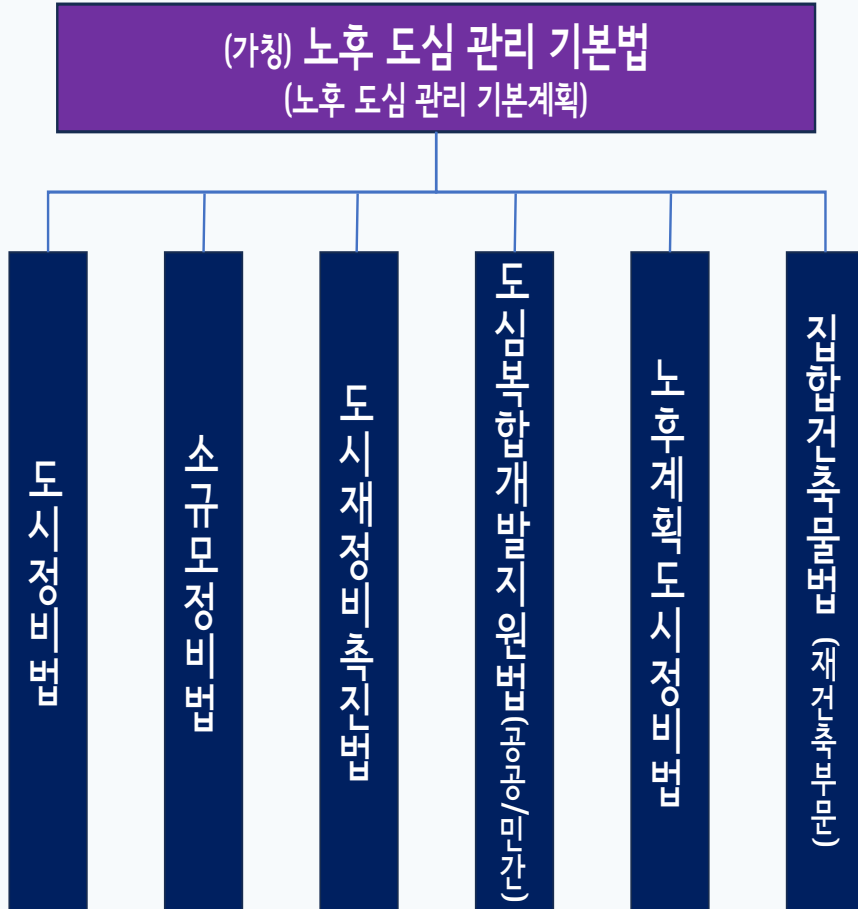 (가칭) 노후 도심 관리 기본법
(노후 도심 관리 기본계획)
도시정비법
소규모정비법
도시재정비촉진법
도심복합개발지원법(공공/민간)
노후계획도시정비법
집합건축물법 (재건축부문)